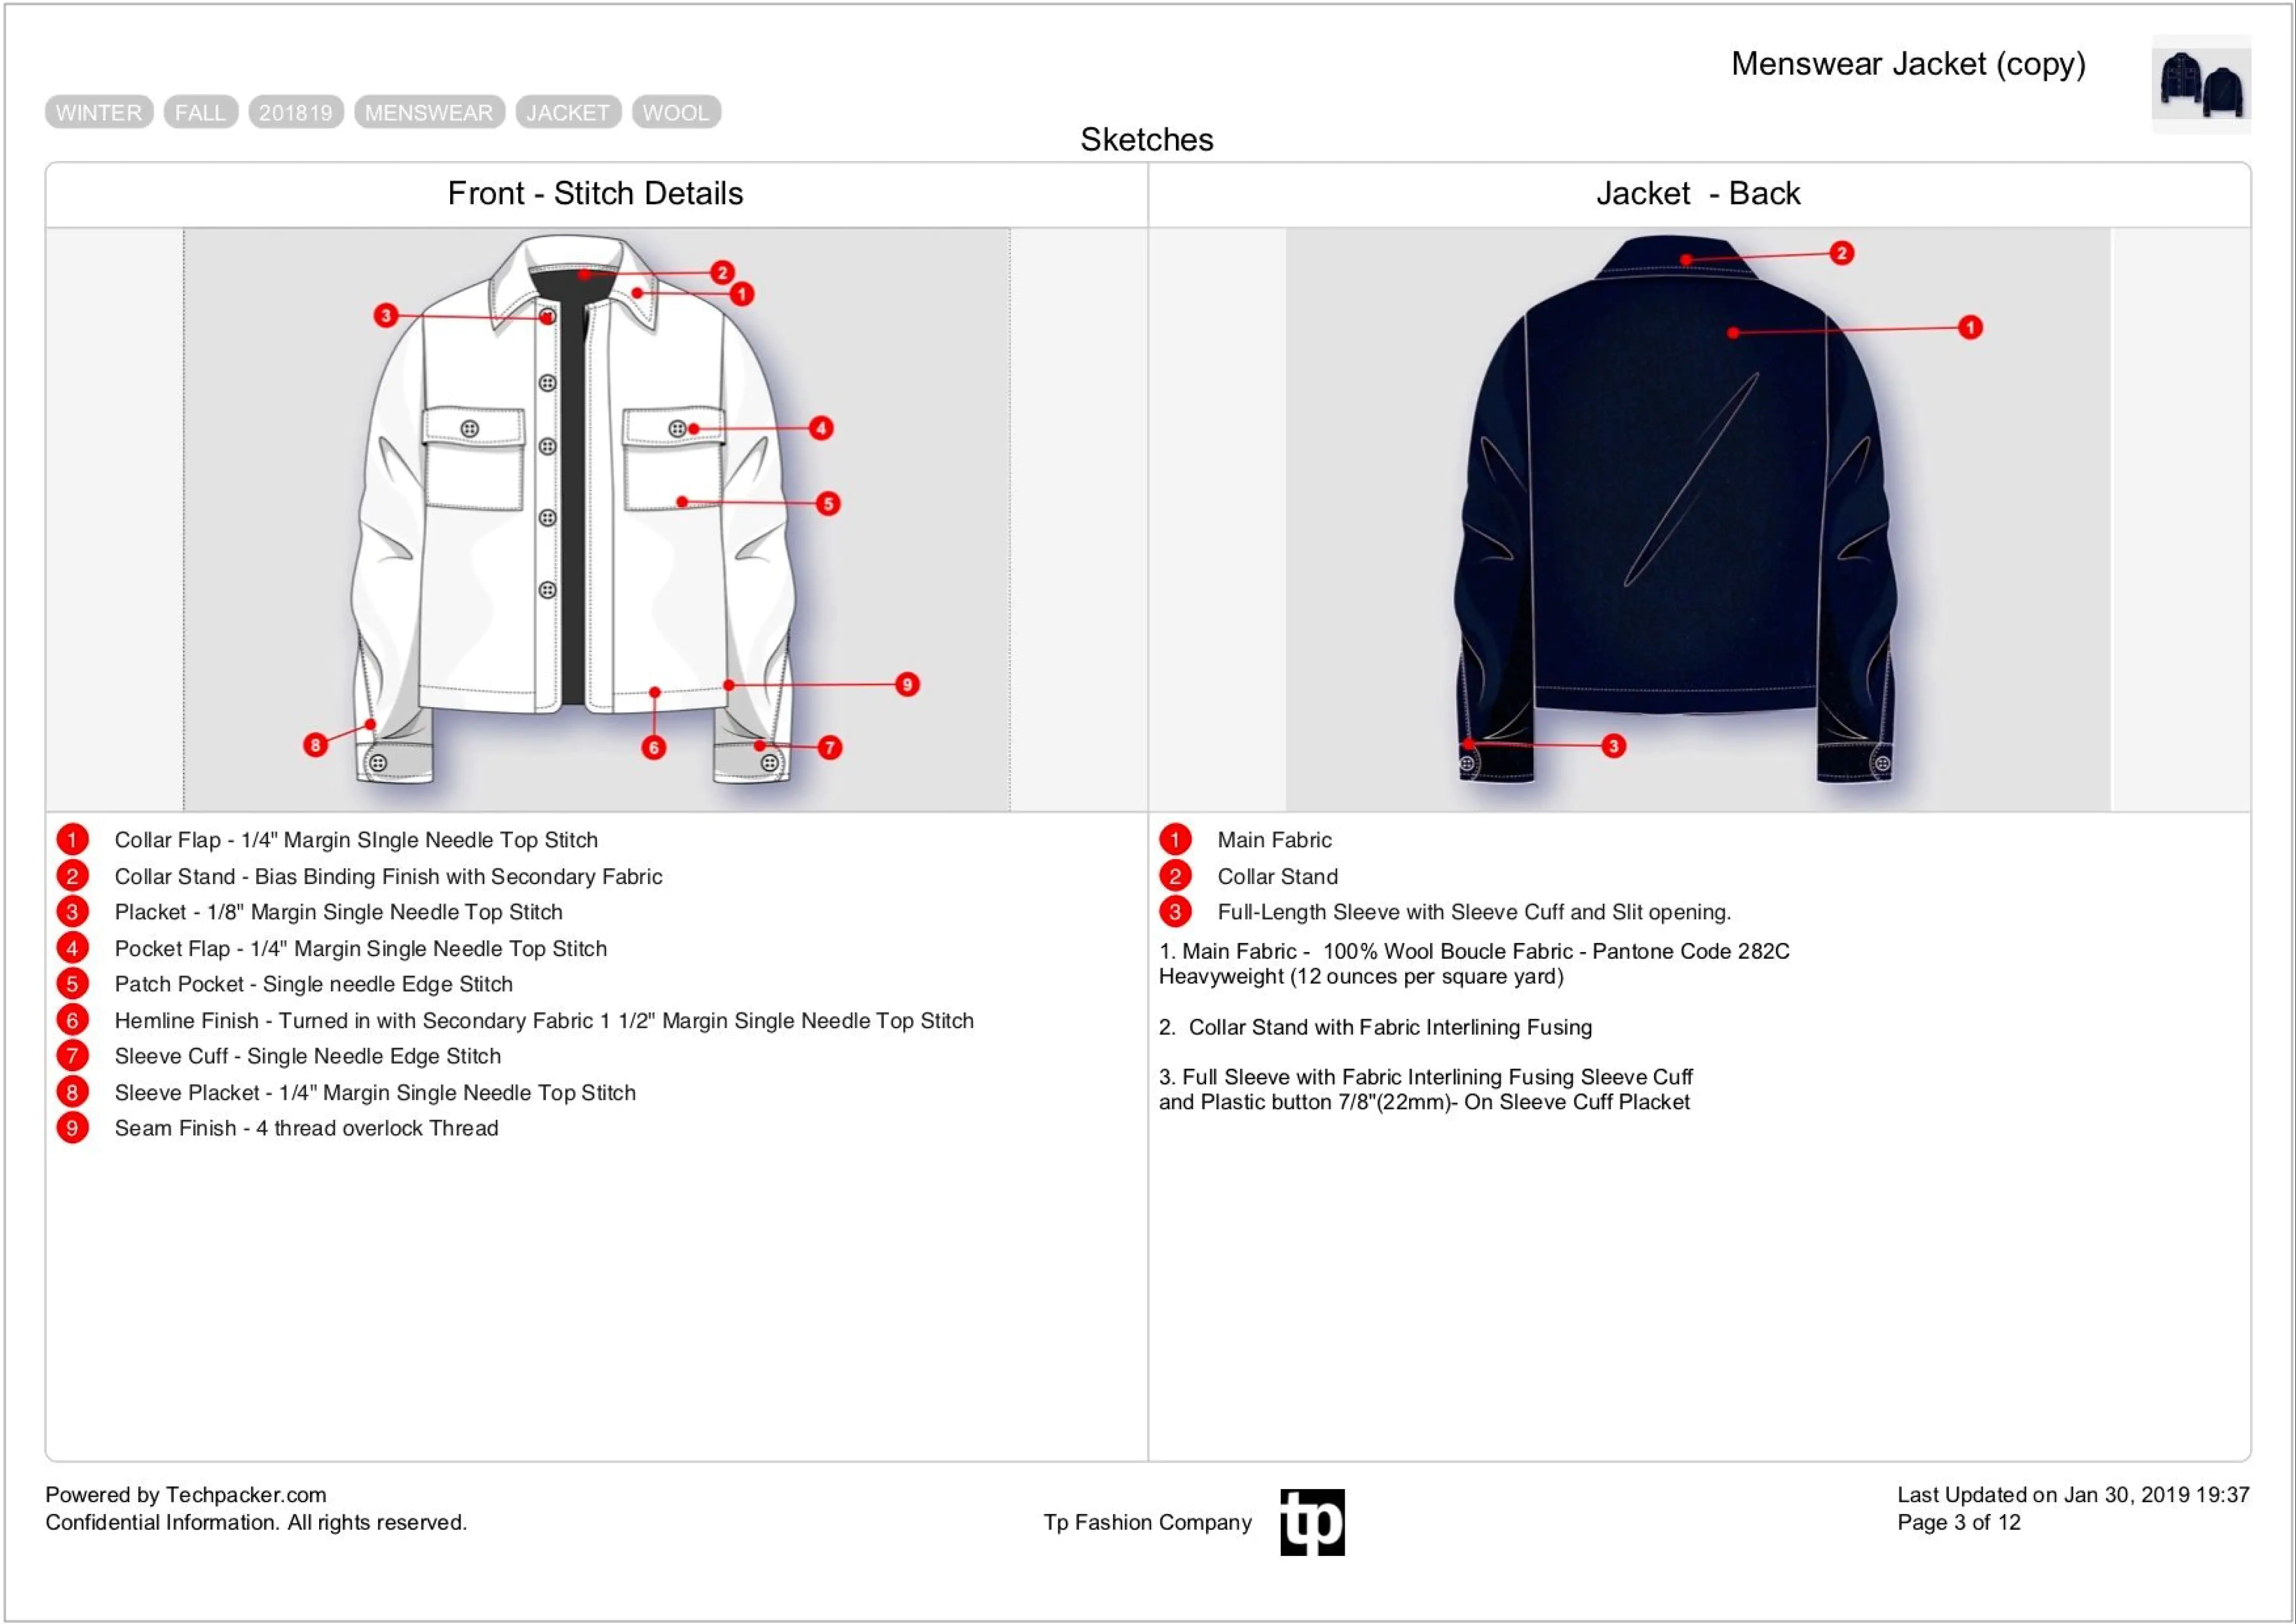 Menswear Jacket (copy)
WINTER FALL 201819 MENSWEAR JACKET WOOL
Sketches
Front - Stitch Details
2
1
3
4
5
9
8
6
7
1 Collar Flap - 1/4" Margin SIngle Needle Top Stitch
2 Collar Stand - Bias Binding Finish with Secondary Fabric
3 Placket - 1/8" Margin Single Needle Top Stitch
4 Pocket Flap - 1/4" Margin Single Needle Top Stitch
5 Patch Pocket - Single needle Edge Stitch
6 Hemline Finish - Turned in with Secondary Fabric 1 1/2" Margin Single Needle Top Stitch
7 Sleeve Cuff - Single Needle Edge Stitch
8 Sleeve Placket - 1/4" Margin Single Needle Top Stitch
9 Seam Finish - 4 thread overlock Thread
Jacket - Back
2
1
3
1 Main Fabric
2 Collar Stand
3 Full-Length Sleeve with Sleeve Cuff and Slit opening.
1. Main Fabric - 100% Wool Boucle Fabric - Pantone Code 282C
Heavyweight (12 ounces per square yard)
2. Collar Stand with Fabric Interlining Fusing
3. Full Sleeve with Fabric Interlining Fusing Sleeve Cuff
and Plastic button 7/8"(22mm)- On Sleeve Cuff Placket
Powered by Techpacker.com
Confidential Information. All rights reserved.
Tp Fashion Company
tp
Last Updated on Jan 30, 2019 19:37
Page 3 of 12